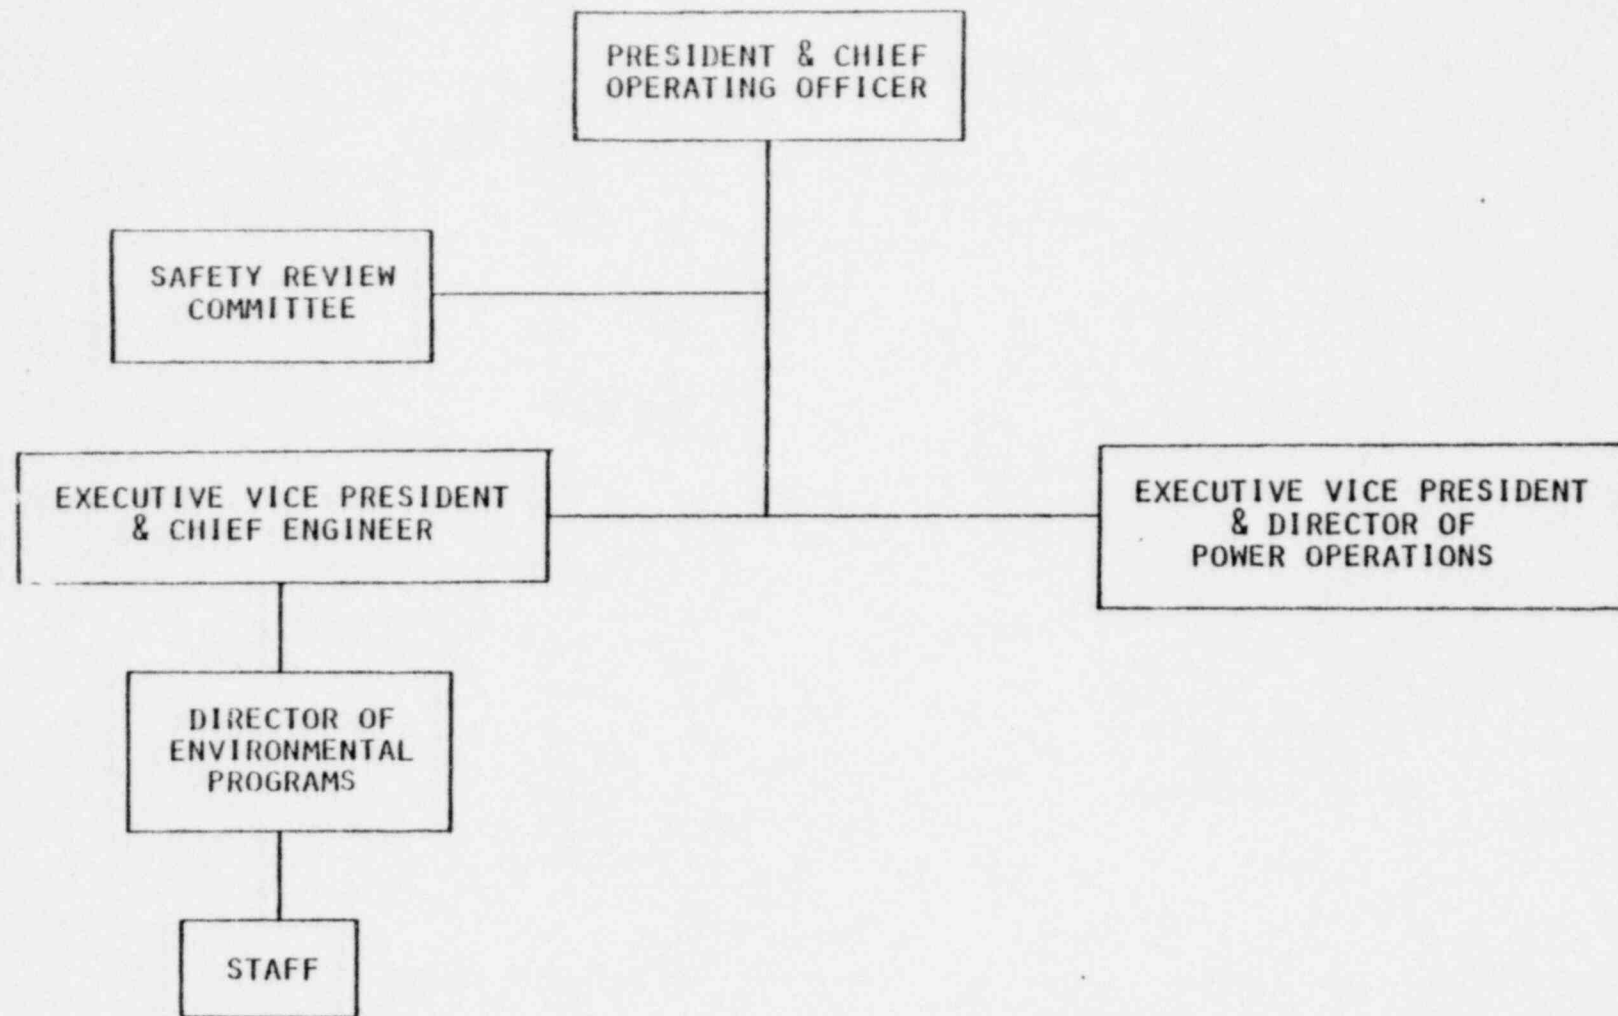 PRESIDENT & CHIEF
OPERATING OFFICER
SAFETY REVIEW
COMMITTEE
EXECUTIVE VICE PRESIDENT
& CHIEF ENGINEER
EXECUTIVE VICE PRESIDENT
& DIRECTOR OF
POWER OPERATIONS
DIRECTOR OF
ENVIRONMENTAL
PROGRAMS
STAFF